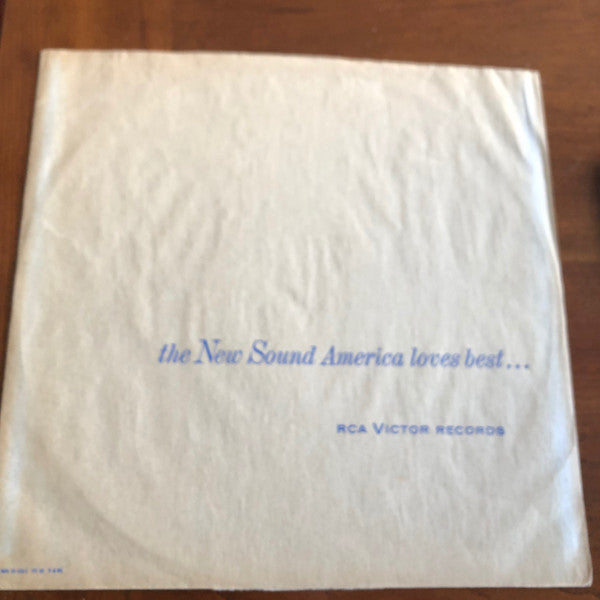 the New Sound America loves best...
RCA VICTOR RECORDS